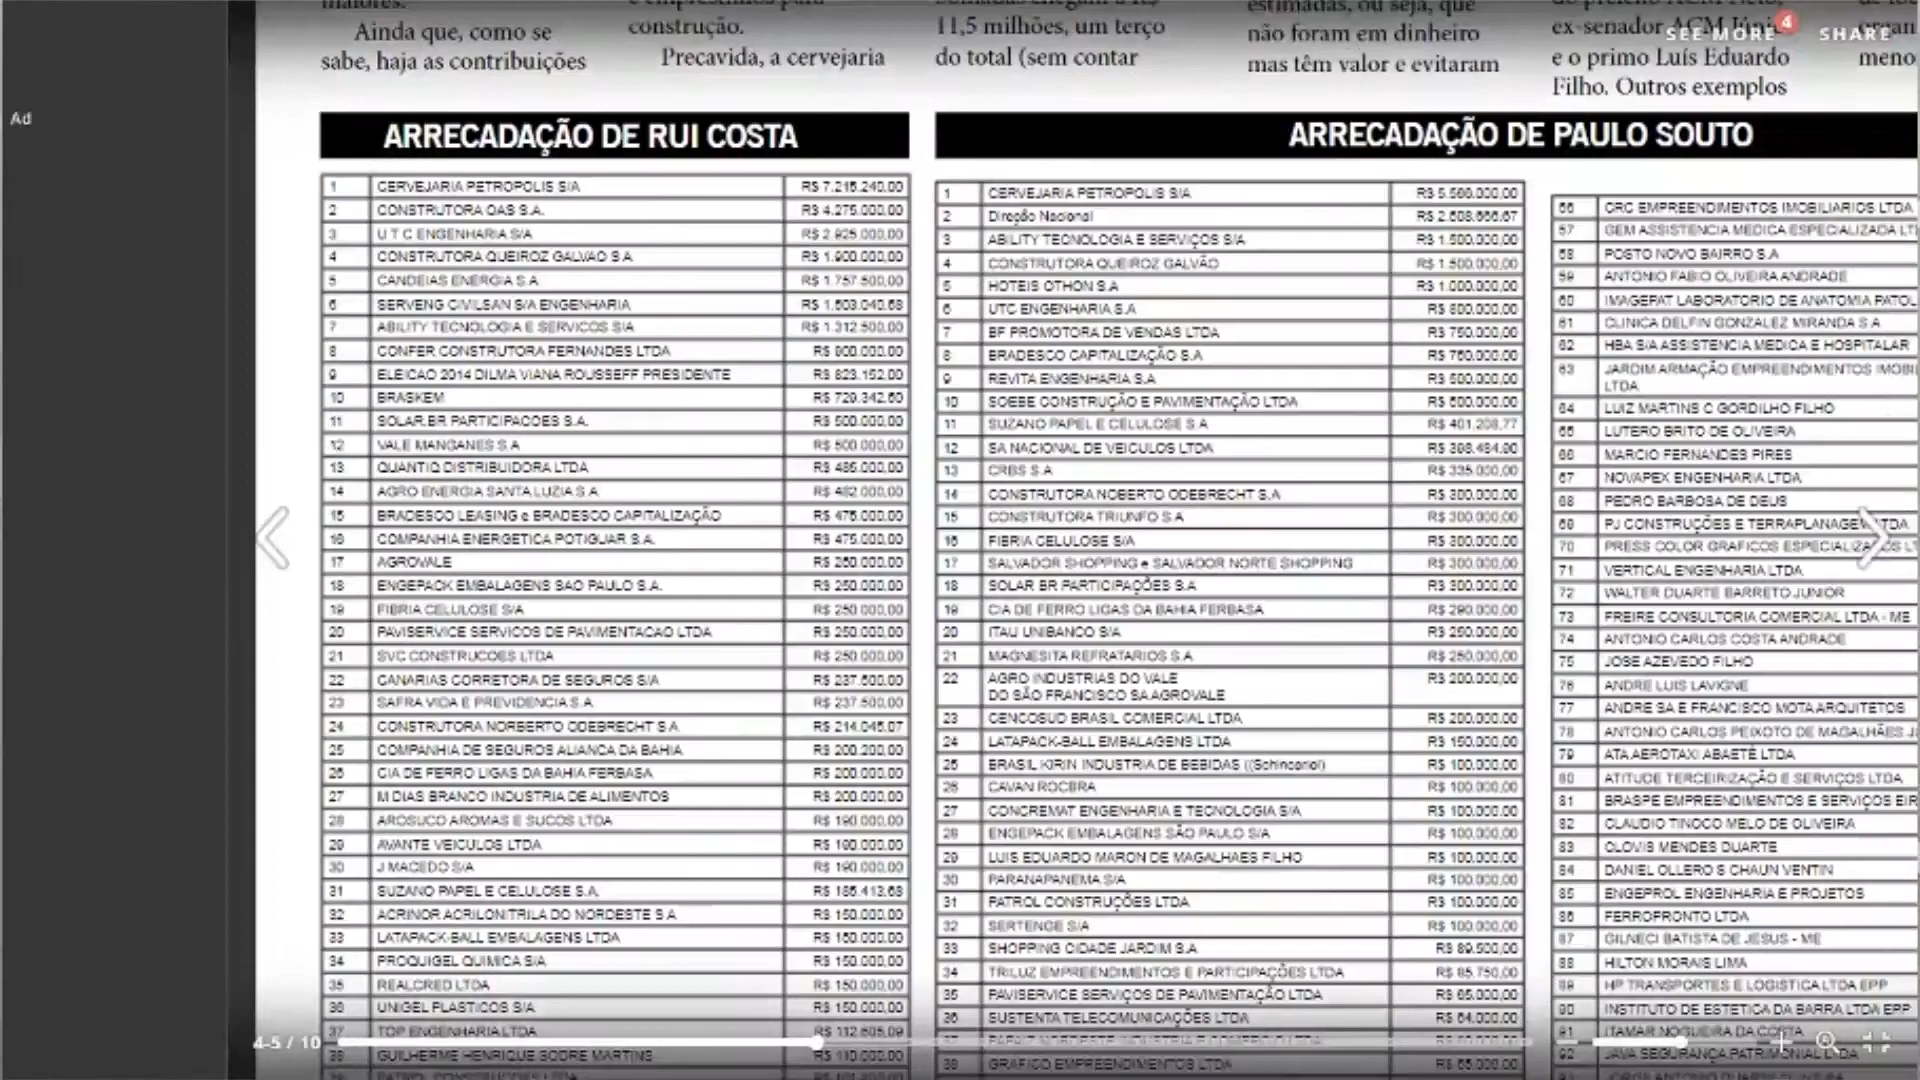 maiores.
Ainda que, como se
sabe, haja as contribuições
construção.
Precavida, a cervejaria
11,5 milhões, um terço
do total (sem contar
estimadas, ou seja, que
não foram em dinheiro
mas têm valor e evitaram
ex-senador ACM Júnior
e o primo Luís Eduardo
Filho. Outros exemplos
SEE MORE
4
SHARE
Ad
ARRECADAÇÃO DE RUI COSTA
1 CERVEJARIA PETROPOLIS S/A R$ 7.215.240.00
2 CONSTRUTORA OAS S.A. R$ 4.275.000,00
3 U T C ENGENHARIA S/A R$ 2.925.000,00
4 CONSTRUTORA QUEIROZ GALVAO S A R$ 1.900.000,00
5 CANDEIAS ENERGIA S.A R$ 1.757.500,00
6 SERVENG CIVILSAN S/A ENGENHARIA
7 ABILITY TECNOLOGIA E SERVICOS S/A R$ 1.312.500,00
8 CONFER CONSTRUTORA FERNANDES LTDA
9 ELEICAO 2014 DILMA VIANA ROUSSEFF PRESIDENTE R$ 823.152.00
10 BRASKEM
11 SOLAR.BR PARTICIPACOES S.A. R$ 500.000,00
12 VALE MANGANES S A R$ 500.000,00
13 QUANTIQ DISTRIBUIDORA LTDA R$ 485.000,00
14 AGRO ENERGIA SANTA LUZIA S A R$ 482.000,00
15 BRADESCO LEASING e BRADESCO CAPITALIZAÇÃO R$ 475.000,00
16 COMPANHIA ENERGETICA POTIGUAR S.A. R$ 475.000,00
17 AGROVALE
18 ENGEPACK EMBALAGENS SAO PAULO S.A. R$ 250.000,00
19 FIBRIA CELULOSE S/A R$ 250.000,00
20 PAVISERVICE SERVICOS DE PAVIMENTACAO LTDA R$ 250.000,00
21 SVC CONSTRUCOES LTDA R$ 250.000,00
22 CANARIAS CORRETORA DE SEGUROS S/A R$ 237.500,00
23 SAFRA VIDA E PREVIDENCIA S.A R$ 237.500,00
24 CONSTRUTORA NORBERTO ODEBRECHT S A
25 COMPANHIA DE SEGUROS ALIANCA DA BAHIA R$ 200.200,00
26 CIA DE FERRO LIGAS DA BAHIA FERBASA R$ 200.000,00
27 M DIAS BRANCO INDUSTRIA DE ALIMENTOS R$ 200.000,00
28 AROSUCO AROMAS E SUCOS LTDA R$ 190.000,00
29 AVANTE VEICULOS LTDA R$ 190.000,00
30 J MACEDO S/A R$ 190.000,00
31 SUZANO PAPEL E CELULOSE S.A.
32 ACRINOR ACRILONITRILA DO NORDESTE S A R$ 150.000,00
33 LATAPACK-BALL EMBALAGENS LTDA R$ 150.000,00
34 PROQUIGEL QUIMICA S/A R$ 150.000,00
35 REALCRED LTDA R$ 150.000,00
36 UNIGEL PLASTICOS S/A R$ 150.000,00
37 TOP ENGENHARIA LTDA
38 GUILHERME HENRIQUE SODRE MARTINS R$ 110.000,00
ARRECADAÇÃO DE PAULO SOUTO
1 CERVEJARIA PETROPOLIS S/A
2 Direção Nacional
3 ABILITY TECNOLOGIA E SERVIÇOS S/A R$ 1.500.000,00
4 CONSTRUTORA QUEIROZ GALVÃO R$ 1.500.000,00
5 HOTEIS OTHON S.A R$ 1.000.000,00
6 UTC ENGENHARIA S.A R$ 800.000,00
7 BF PROMOTORA DE VENDAS LTDA R$ 750.000,00
8 BRADESCO CAPITALIZAÇÃO S.A R$ 750.000,00
9 REVITA ENGENHARIA S.A R$ 500.000,00
10 SOEBE CONSTRUÇÃO E PAVIMENTAÇÃO LTDA R$ 500.000,00
11 SUZANO PAPEL E CELULOSE S A
12 SA NACIONAL DE VEICULOS LTDA
13 CRBS S.A R$ 335.000,00
14 CONSTRUTORA NOBERTO ODEBRECHT S.A R$ 300.000,00
15 CONSTRUTORA TRIUNFO S A R$ 300.000,00
16 FIBRIA CELULOSE S/A R$ 300.000,00
17 SALVADOR SHOPPING e SALVADOR NORTE SHOPPING R$ 300.000,00
18 SOLAR BR PARTICIPAÇÕES S.A R$ 300.000,00
19 CIA DE FERRO LIGAS DA BAHIA FERBASA R$ 290.000,00
20 ITAU UNIBANCO S/A R$ 250.000,00
21 MAGNESITA REFRATARIOS S.A R$ 250.000,00
22 AGRO INDUSTRIAS DO VALE R$ 200.000,00
DO SÃO FRANCISCO SA AGROVALE
23 CENCOSUD BRASIL COMERCIAL LTDA R$ 200.000,00
24 LATAPACK-BALL EMBALAGENS LTDA R$ 150.000,00
25 BRASIL KIRIN INDUSTRIA DE BEBIDAS ((Schincariol) R$ 100.000,00
26 CAVAN ROCBRA R$ 100.000,00
27 CONCREMAT ENGENHARIA E TECNOLOGIA S/A R$ 100.000,00
28 ENGEPACK EMBALAGENS SÃO PAULO S/A R$ 100.000,00
29 LUIS EDUARDO MARON DE MAGALHAES FILHO R$ 100.000,00
30 PARANAPANEMA S/A R$ 100.000,00
31 PATROL CONSTRUÇÕES LTDA R$ 100.000,00
32 SERTENGE S/A R$ 100.000,00
33 SHOPPING CIDADE JARDIM S.A R$ 89.500,00
34 TRILUZ EMPREENDIMENTOS E PARTICIPAÇÕES LTDA
35 PAVISERVICE SERVIÇOS DE PAVIMENTAÇÃO LTDA
36 SUSTENTA TELECOMUNICAÇÕES LTDA
38 GRAFICO EMPREENDIMENTOS LTDA
56 CRC EMPREENDIMENTOS IMOBILIARIOS LTDA
57 GEM ASSISTENCIA MEDICA ESPECIALIZADA
58 POSTO NOVO BAIRRO S.A
59 ANTONIO FABIO OLIVEIRA ANDRADE
60 IMAGEPAT LABORATORIO DE ANATOMIA PATOL
61 CLINICA DELFIN GONZALEZ MIRANDA S A
62 HBA S/A ASSISTENCIA MEDICA E HOSPITALAR
63 JARDIM ARMAÇÃO EMPREENDIMENTOS IMOBI
LTDA
64 LUIZ MARTINS C GORDILHO FILHO
65 LUTERO BRITO DE OLIVEIRA
66 MARCIO FERNANDES PIRES
67 NOVAPEX ENGENHARIA LTDA
68 PEDRO BARBOSA DE DEUS
69 PJ CONSTRUÇÕES E TERRAPLANAGEM LTDA
70 PRESS COLOR GRAFICOS ESPECIALIZADOS
71 VERTICAL ENGENHARIA LTDA
72 WALTER DUARTE BARRETO JUNIOR
73 FREIRE CONSULTORIA COMERCIAL LTDA - ME
74 ANTONIO CARLOS COSTA ANDRADE
75 JOSE AZEVEDO FILHO
76 ANDRE LUIS LAVIGNE
77 ANDRE SA E FRANCISCO MOTA ARQUITETOS
78 ANTONIO CARLOS PEIXOTO DE MAGALHÃES
79 ATA AEROTAXI ABAETÉ LTDA
80 ATITUDE TERCEIRIZAÇÃO E SERVIÇOS LTDA
81 BRASPE EMPREENDIMENTOS E SERVIÇOS EIR
82 CLAUDIO TINOCO MELO DE OLIVEIRA
83 CLOVIS MENDES DUARTE
84 DANIEL OLLERO S CHAUN VENTIN
85 ENGEPROL ENGENHARIA E PROJETOS
86 FERROFRONTO LTDA
87 GILNECI BATISTA DE JESUS - ME
88 HILTON MORAIS LIMA
89 HP TRANSPORTES E LOGISTICA LTDA EPP
90 INSTITUTO DE ESTETICA DA BARRA LTDA EPP
91 ITAMAR NOGUEIRA DA COSTA
92 JAVA SEGURANÇA PATRIMONIAL LTDA
4-5 / 10